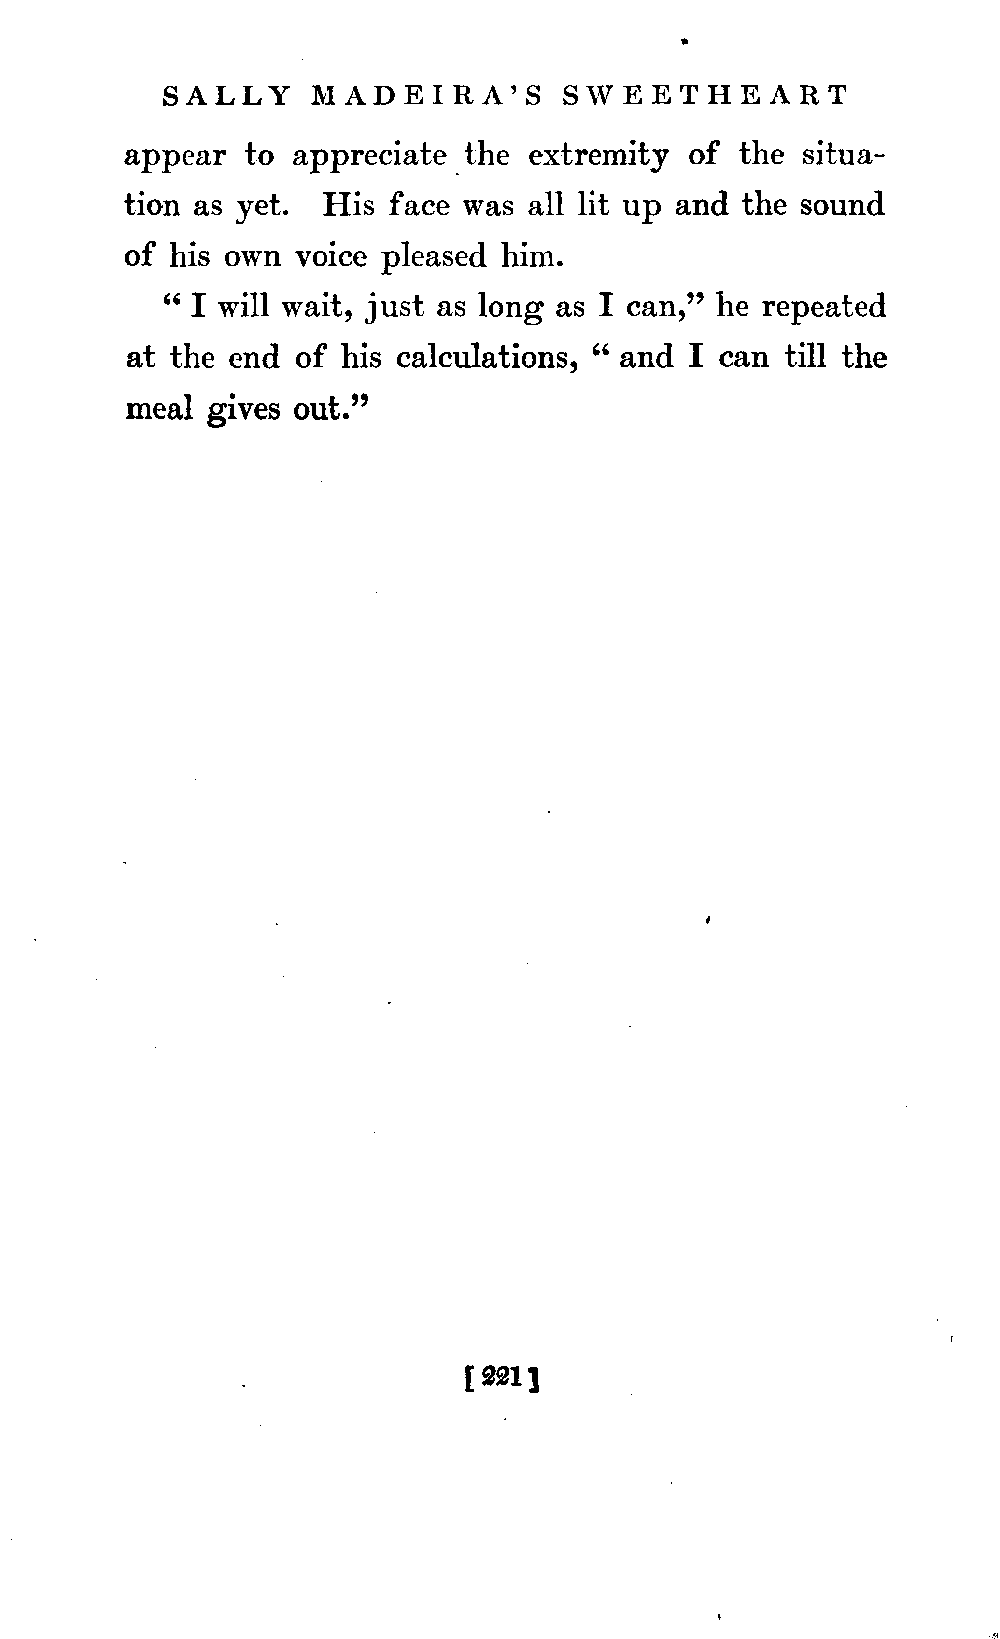 SALLY MADEIRA'S SWEETHEART
appear to appreciate the extremity of the situa-
tion as yet. His face was all lit up and the sound
of his own voice pleased him.
“ I will wait, just as long as I can,” he repeated
at the end of his calculations, “ and I can till the
meal gives out.”
[221]